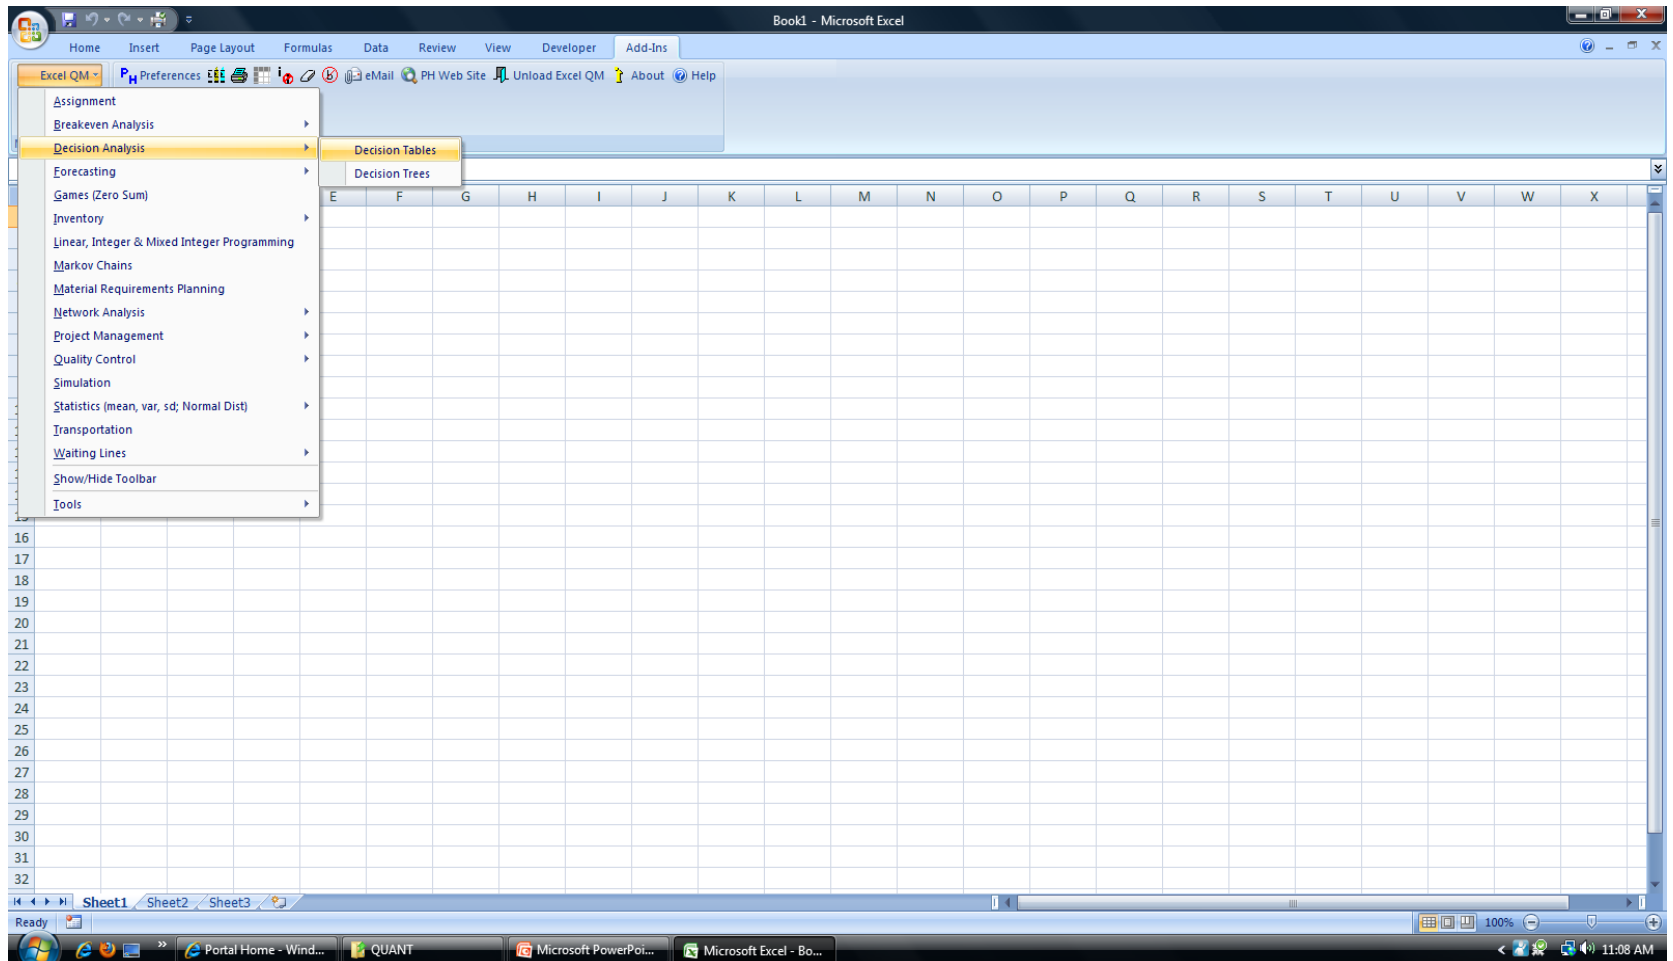 Book1 - Microsoft Excel
Home Insert Page Layout Formulas Data Review View Developer Add-Ins
Excel QM PH Preferences eMail PH Web Site Unload Excel QM About Help
Assignment
Breakeven Analysis
Decision Analysis
Decision Tables
Forecasting
Decision Trees
Games (Zero Sum)
E F G H I J K L M N O P Q R S T U V W X
Inventory
Linear, Integer & Mixed Integer Programming
Markov Chains
Material Requirements Planning
Network Analysis
Project Management
Quality Control
Simulation
Statistics (mean, var, sd; Normal Dist)
Transportation
Waiting Lines
Show/Hide Toolbar
Tools
16
17
18
19
20
21
22
23
24
25
26
27
28
29
30
31
32
Sheet1 Sheet2 Sheet3
Ready 100%
Portal Home - Wind... QUANT Microsoft PowerPoi... Microsoft Excel - Bo... 11:08 AM